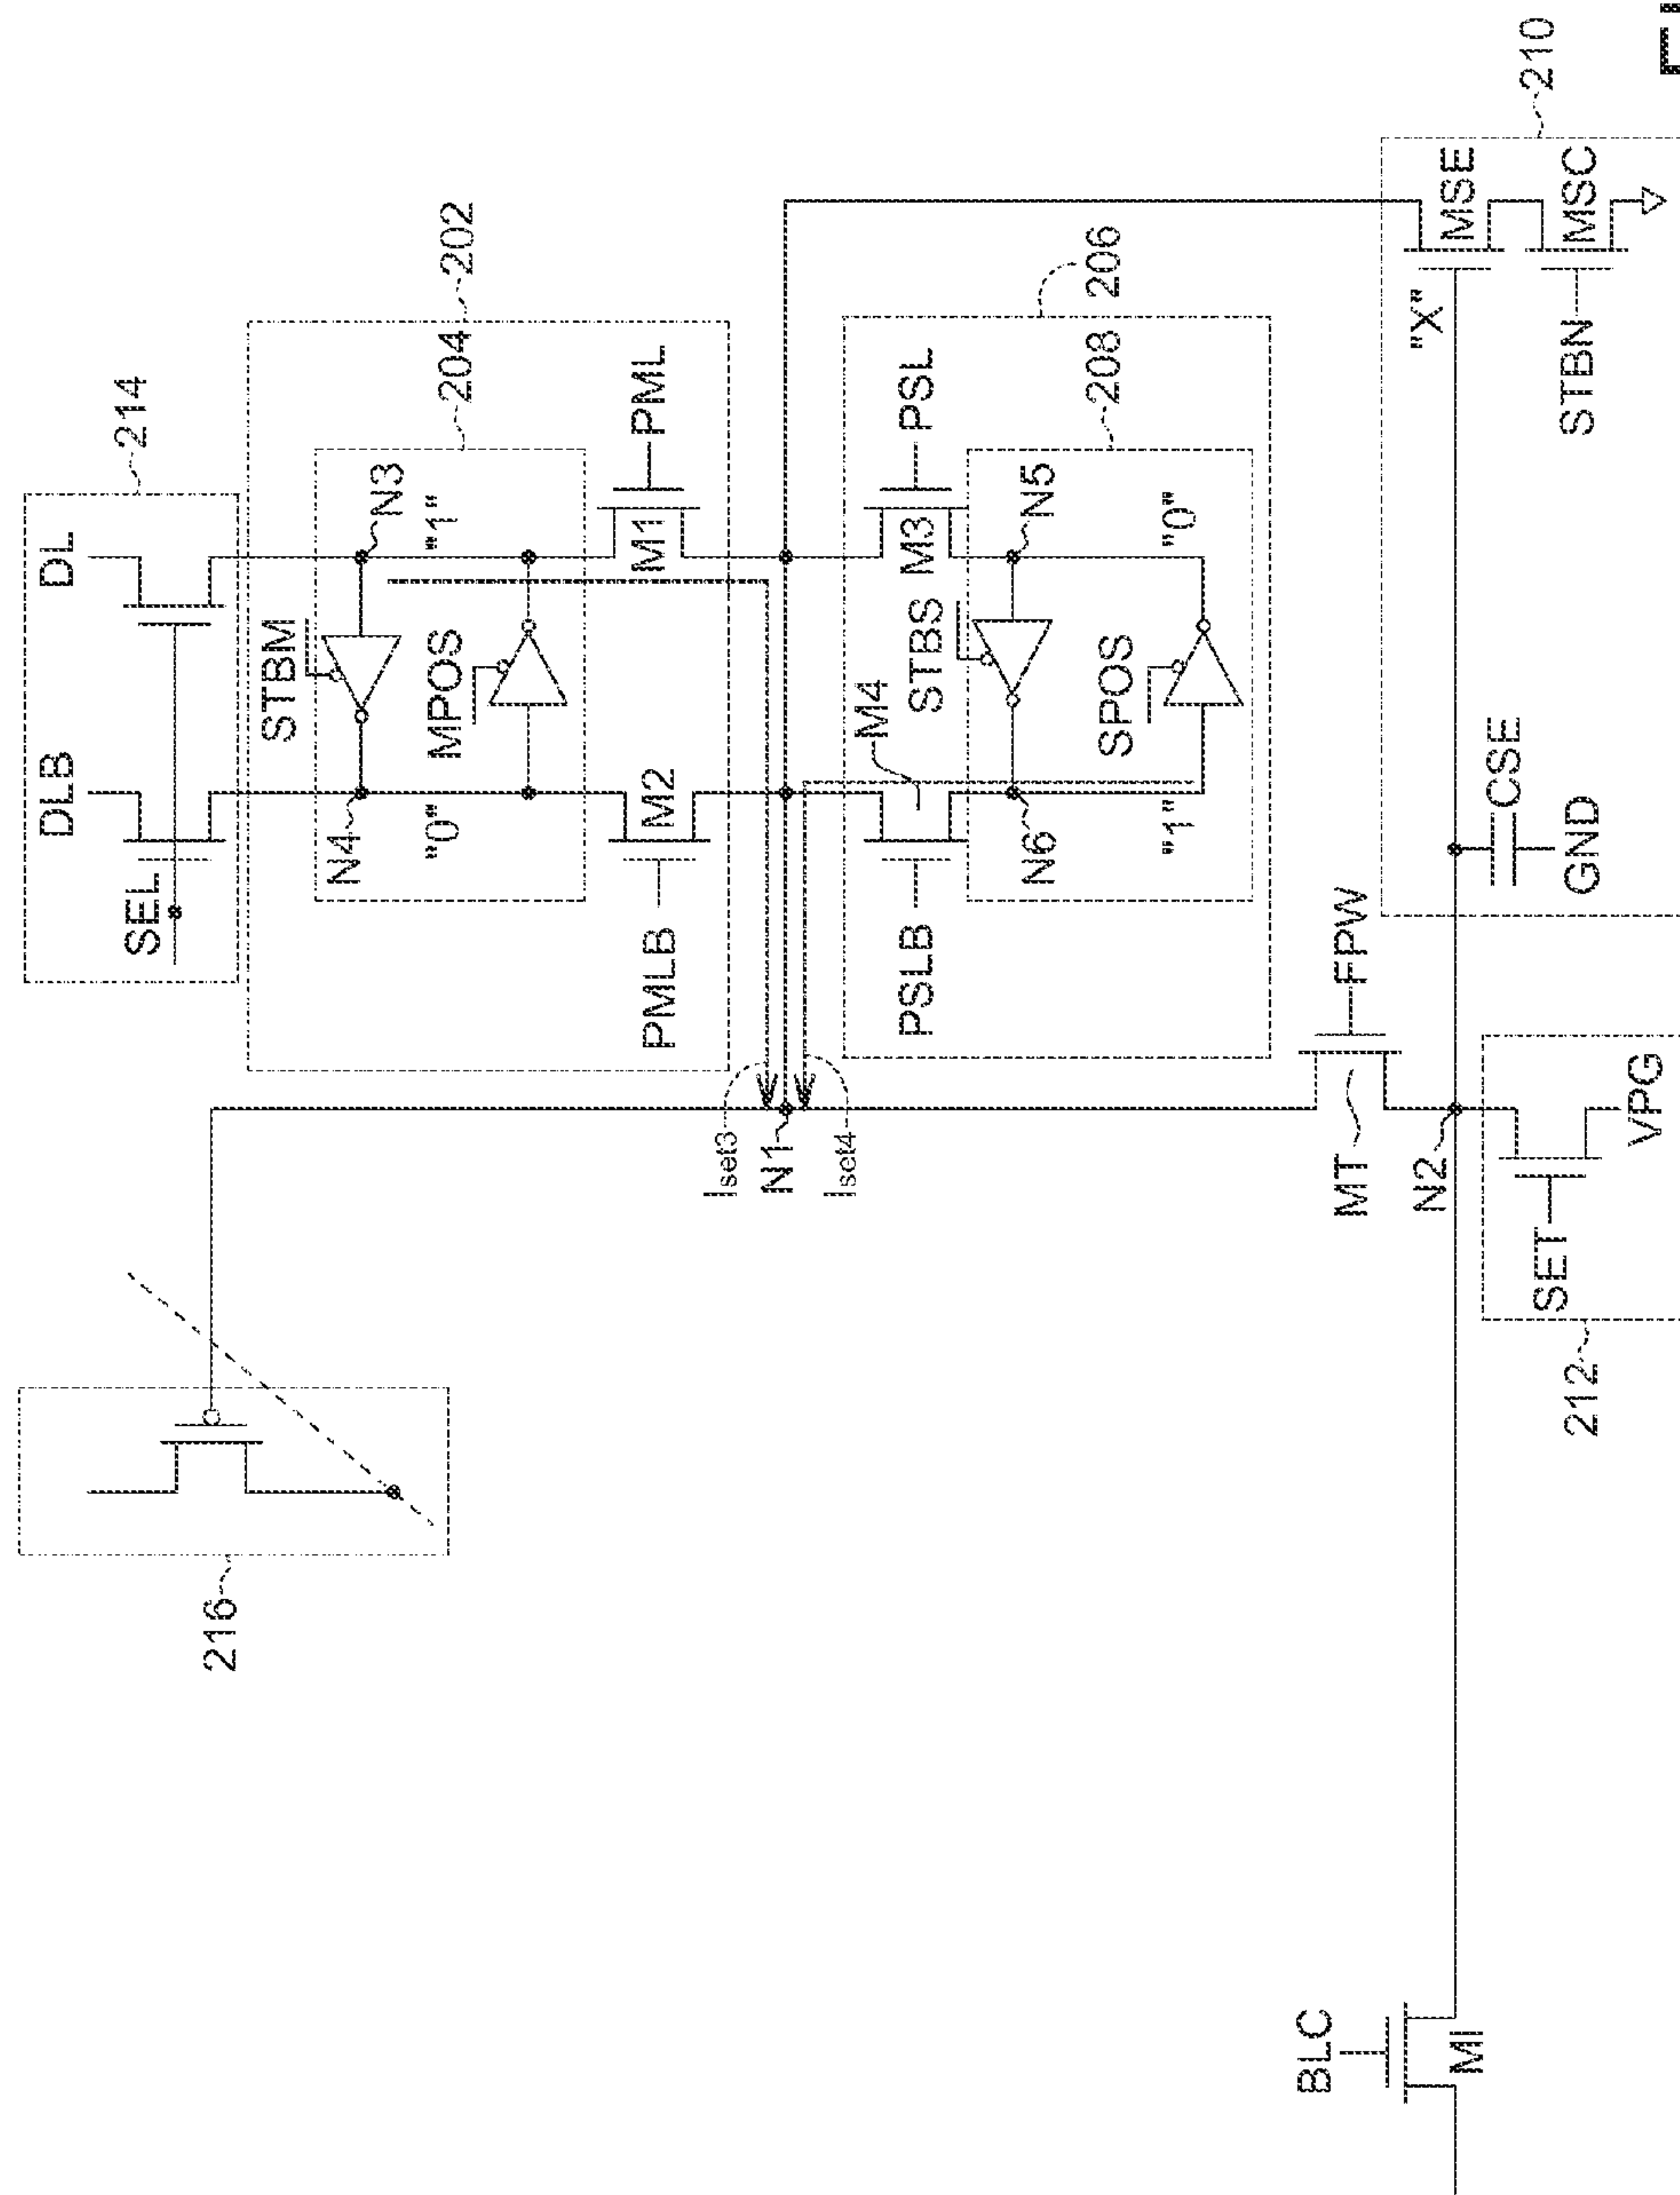 DLB
DL
214
SEL
STBM
N4
N3
"0"
"1"
204
202
MPOS
PMLB
M2
M1
PML
216
Iset3
N1
Iset4
PSLB
M4
M3
PSL
206
STBS
N6
N5
208
"1"
"0"
SPOS
MT
FPW
N2
SET
VPG
212
CSE
GND
"X"
MSE
MSC
STBN
210
BLC
MI